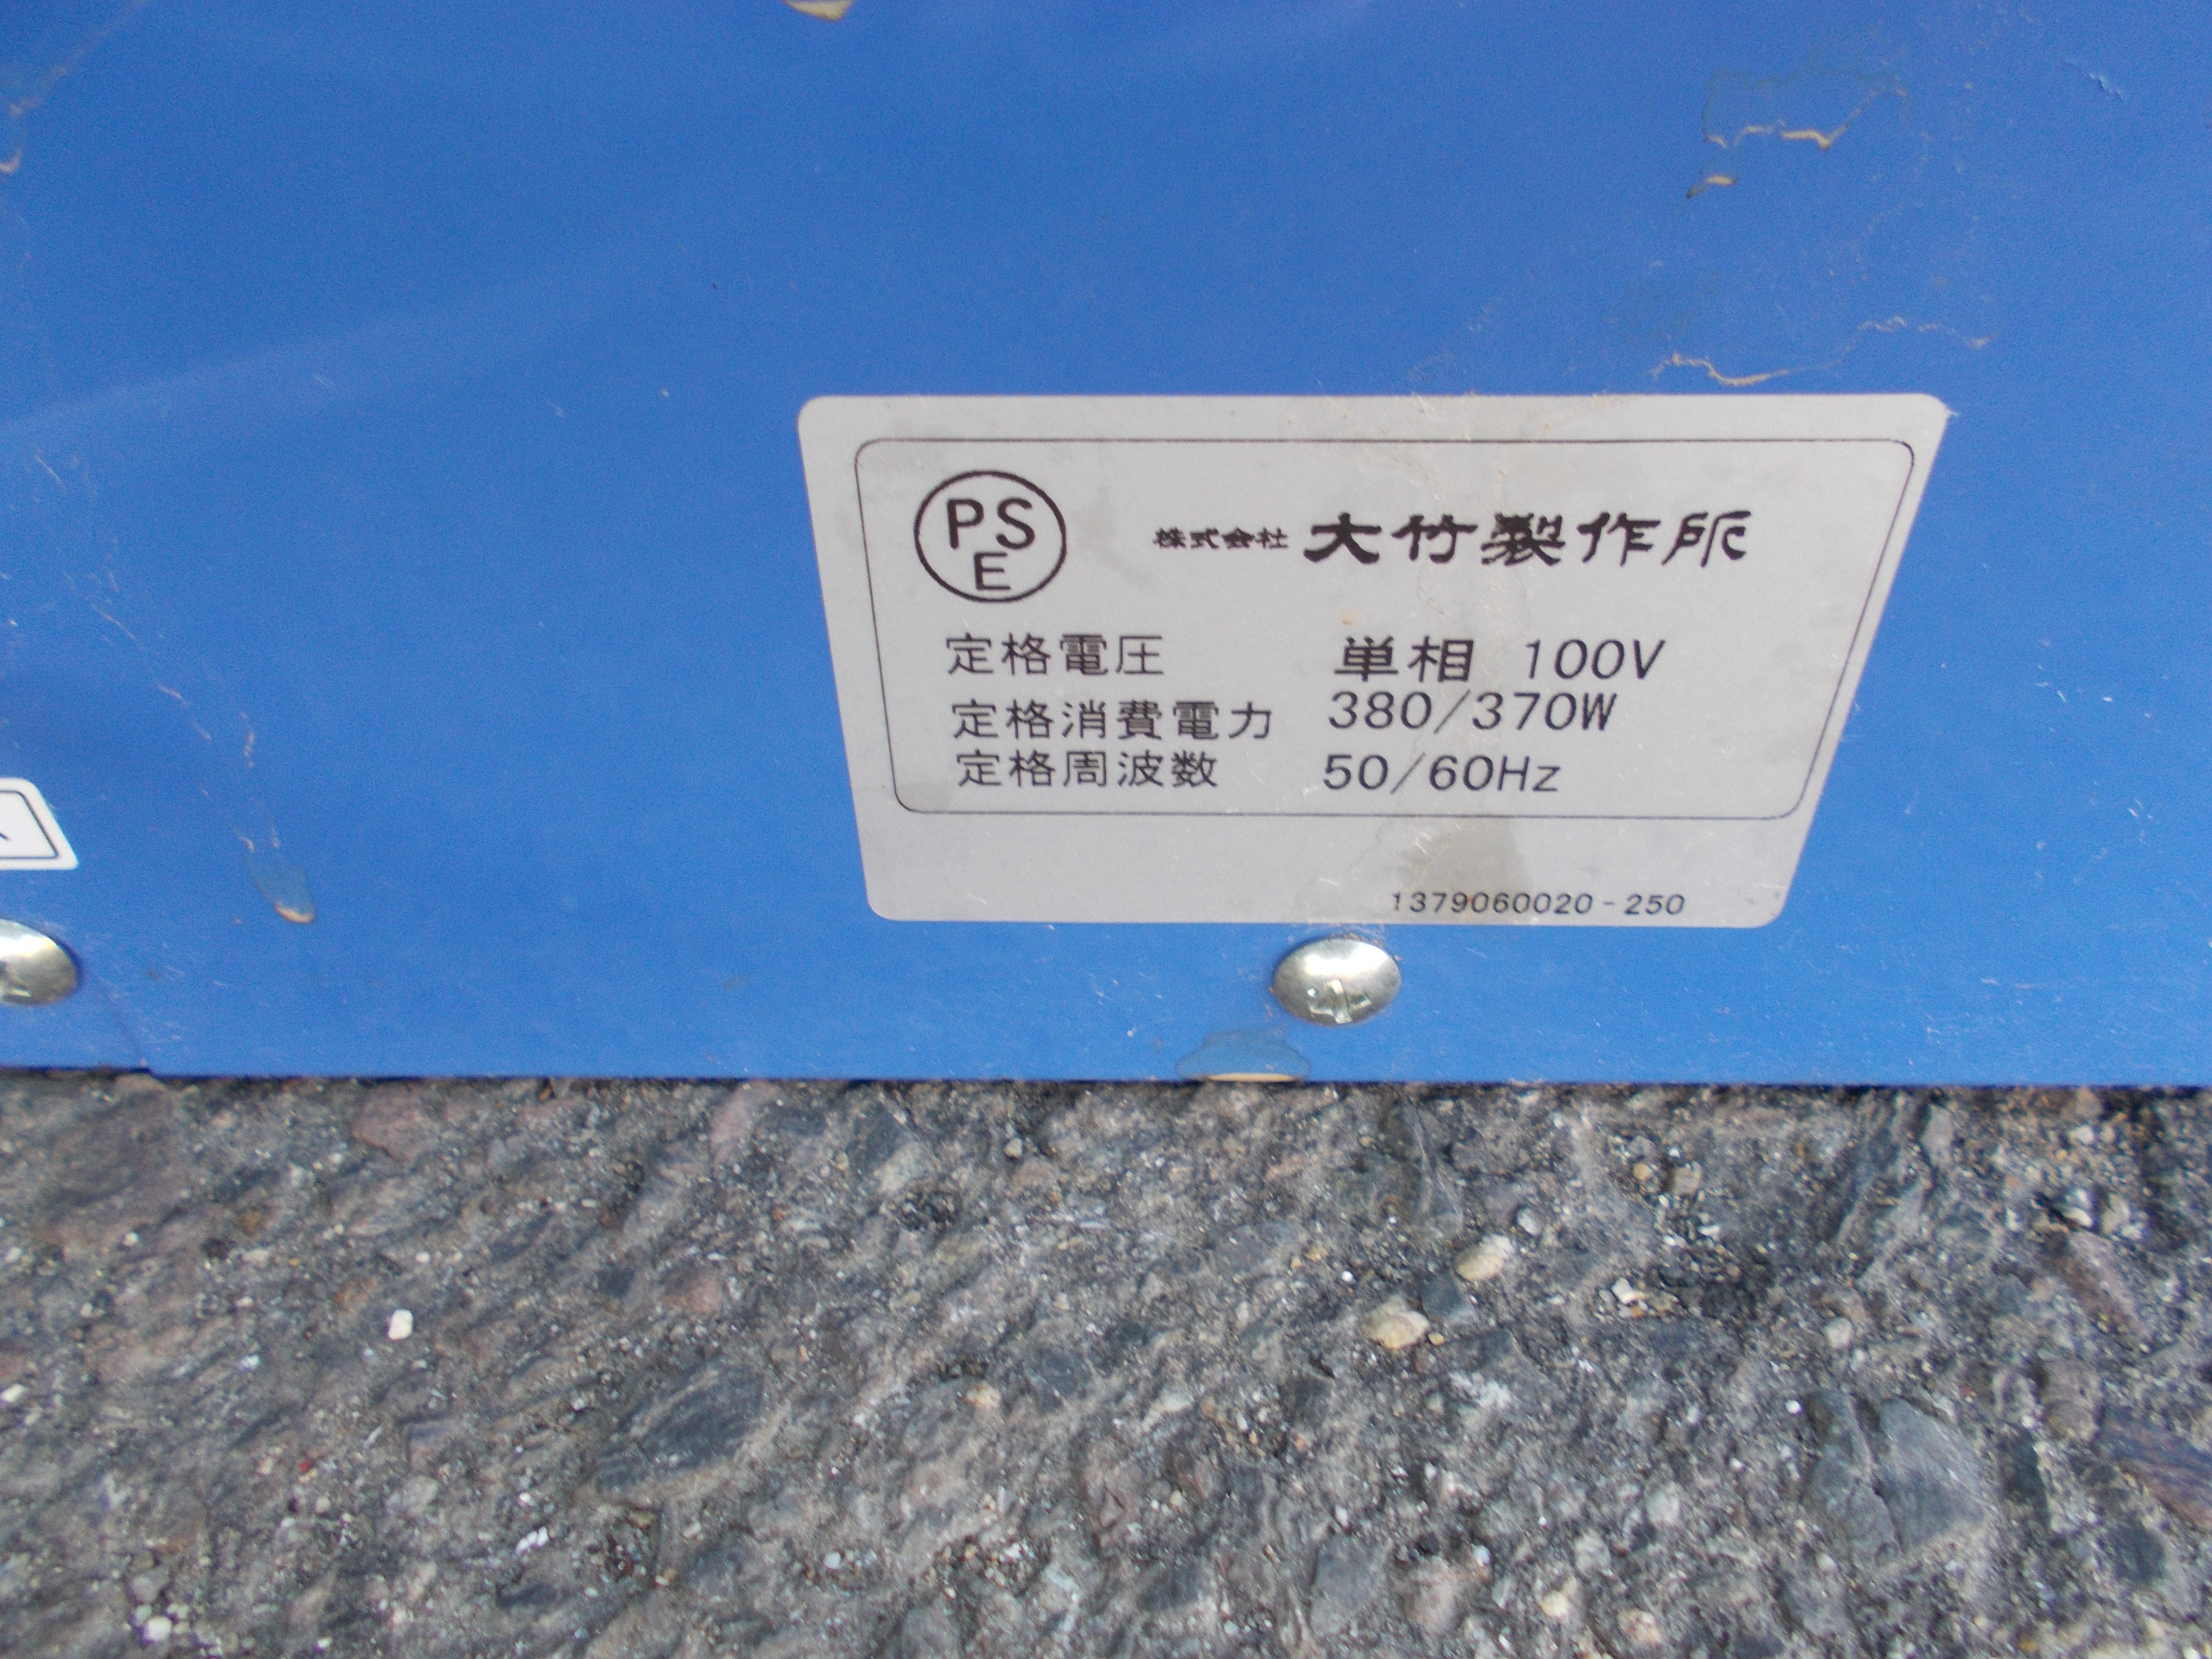 PS
E
株式会社 大竹製作所
定格電圧 単相 100V
定格消費電力 380/370W
定格周波数 50/60Hz
1379060020-250